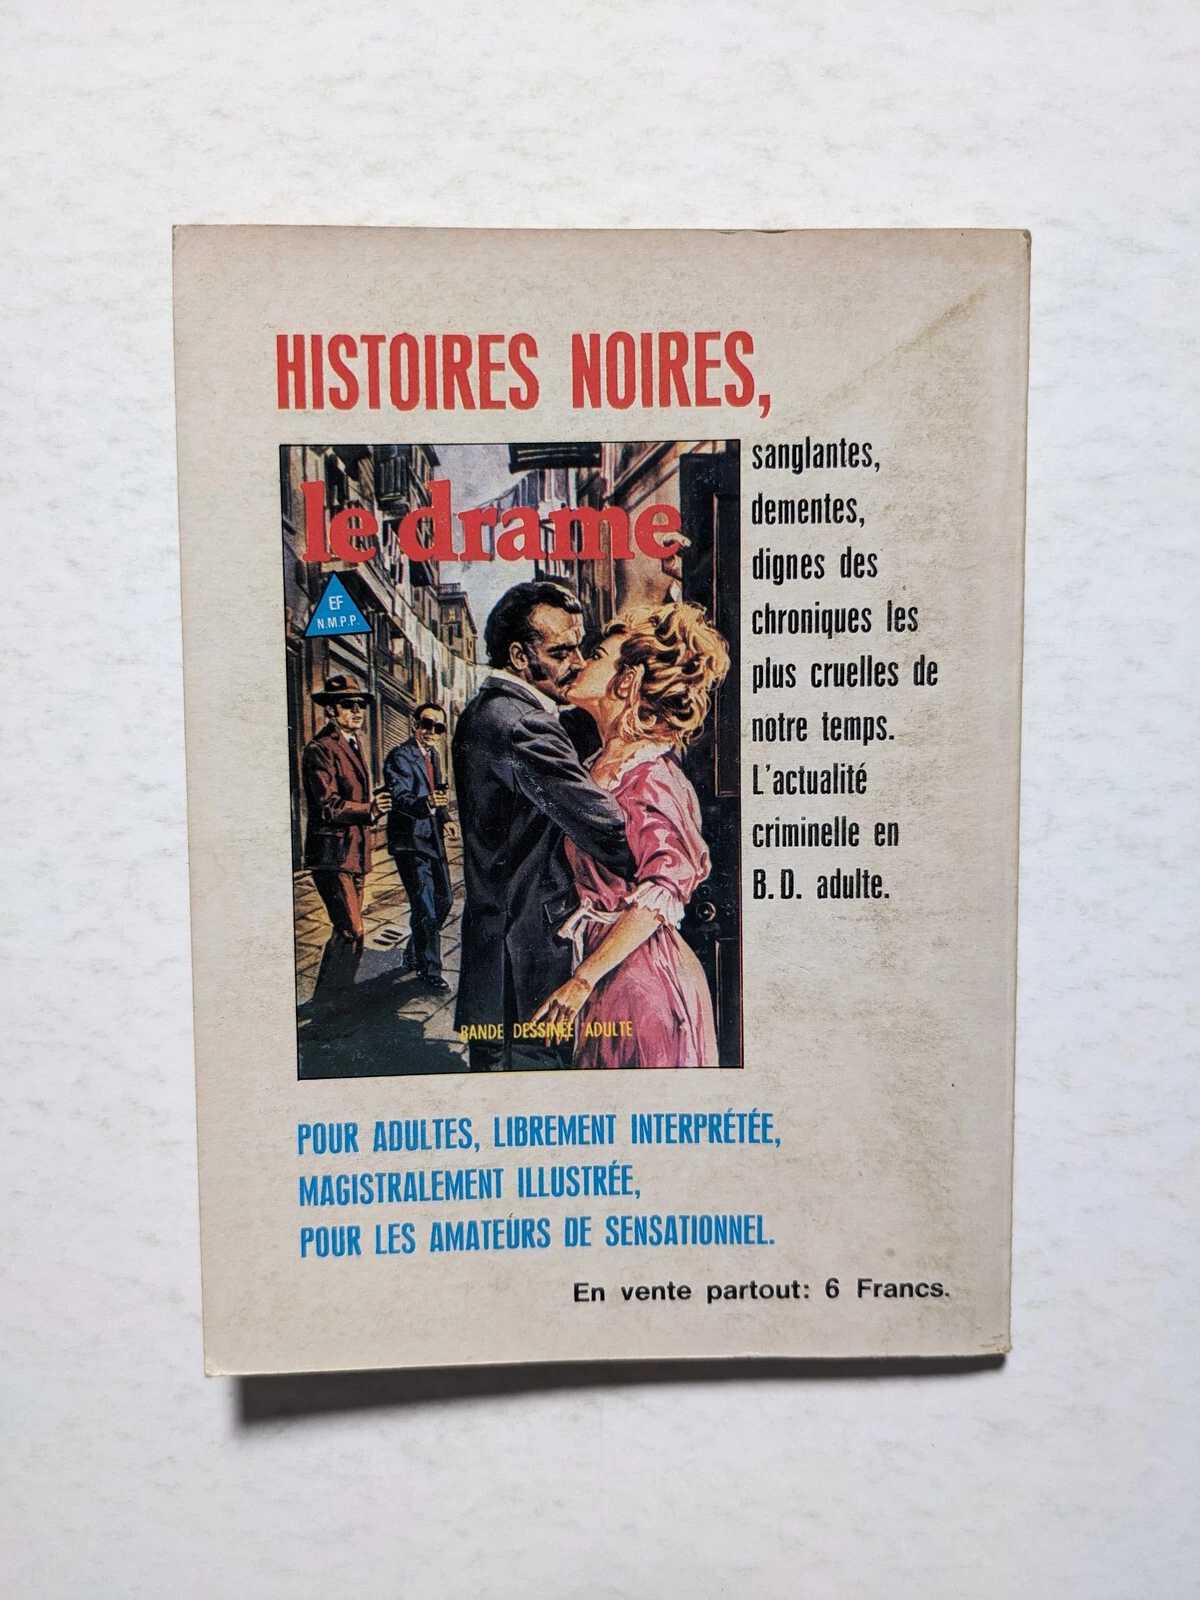 HISTOIRES NOIRES,
le drame
EF
N.M.P.P.
BANDE DESSINÉE ADULTE
sanglantes,
dementes,
dignes des
chroniques les
plus cruelles de
notre temps.
L'actualité
criminelle en
B.D. adulte.
POUR ADULTES, LIBREMENT INTERPRÉTÉE,
MAGISTRALEMENT ILLUSTRÉE,
POUR LES AMATEURS DE SENSATIONNEL.
En vente partout: 6 Francs.